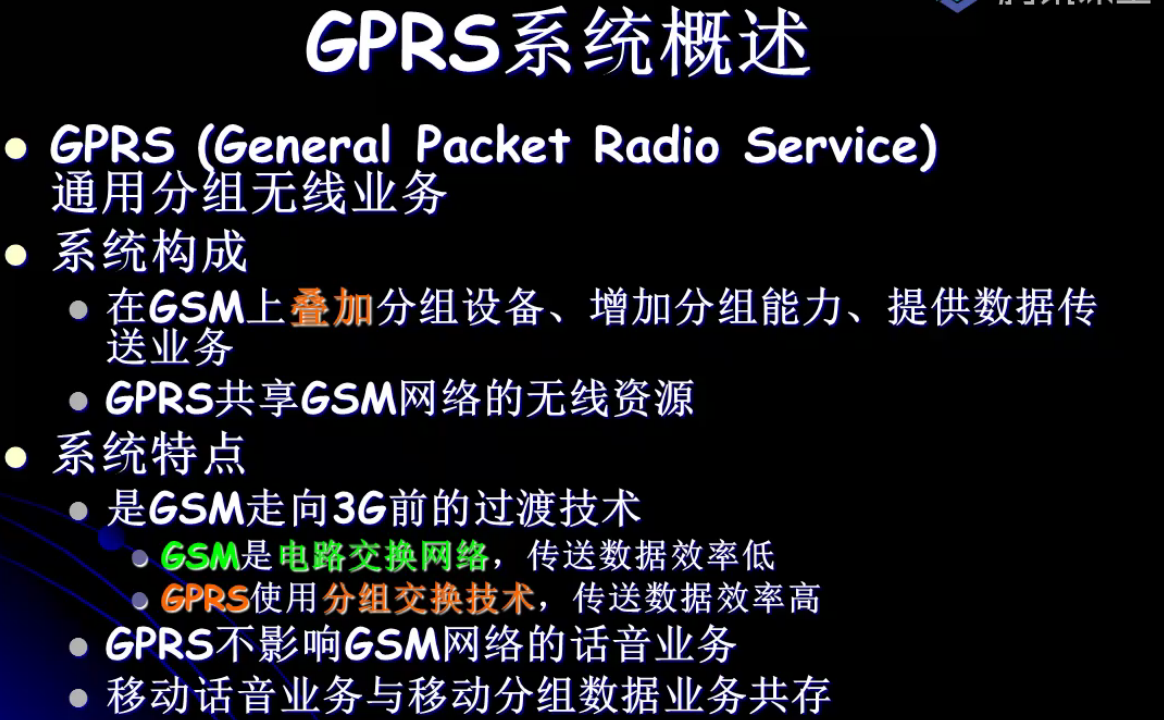 GPRS系统概述
GPRS (General Packet Radio Service)
通用分组无线业务
系统构成
在GSM上叠加分组设备、增加分组能力、提供数据传
送业务
GPRS共享GSM网络的无线资源
系统特点
是GSM走向3G前的过渡技术
GSM是电路交换网络，传送数据效率低
GPRS使用分组交换技术，传送数据效率高
GPRS不影响GSM网络的话音业务
移动话音业务与移动分组数据业务共存